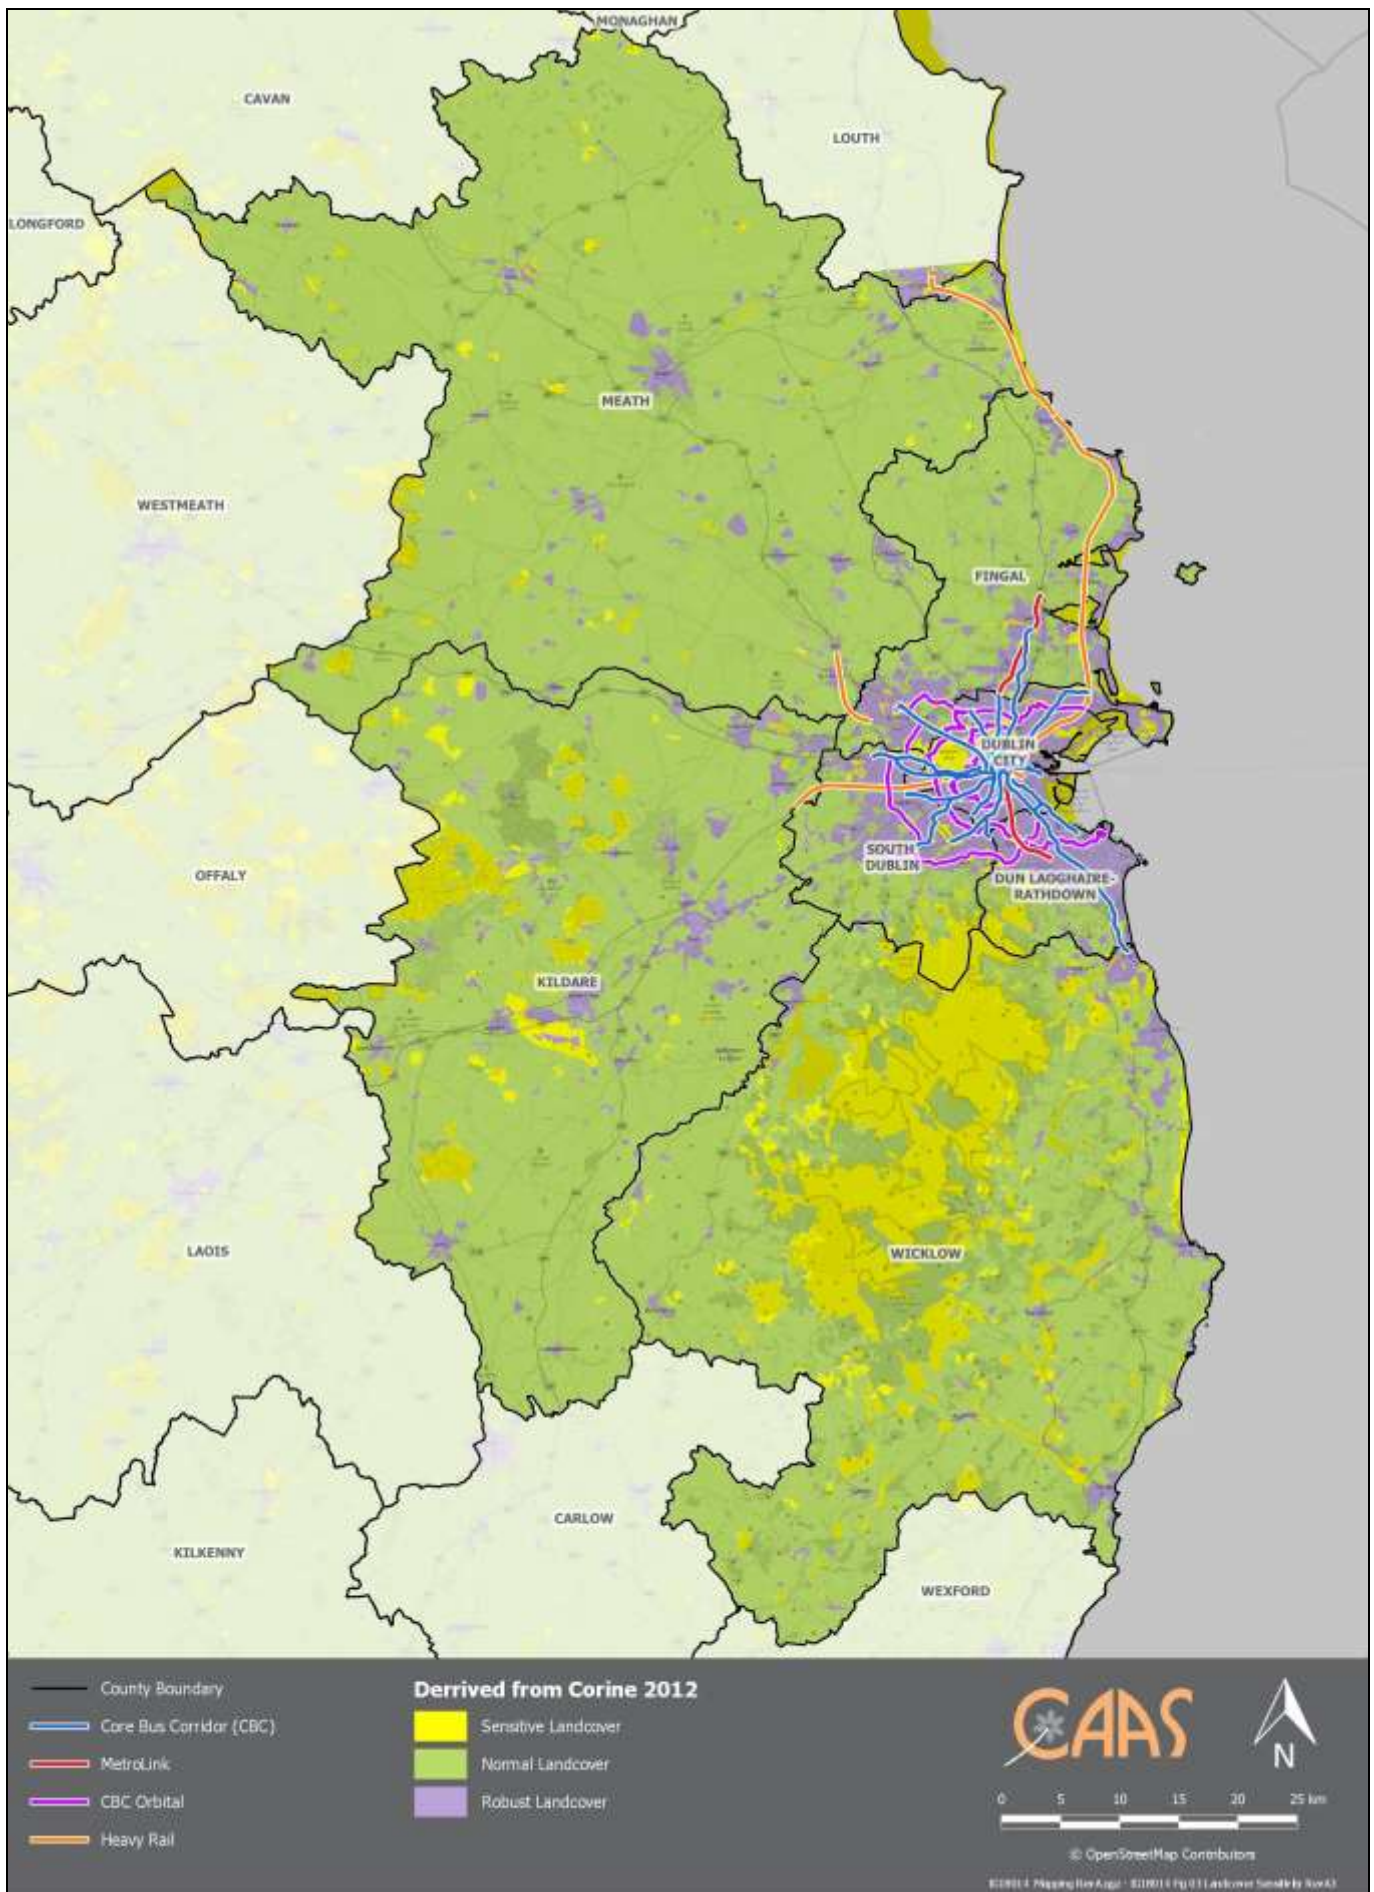 MONAGHAN
CAVAN
LOUTH
LONGFORD
MEATH
WESTMEATH
FINGAL
DUBLIN
CITY
SOUTH
DUBLIN
OFFALY
DUN LAOGHAIRE-
RATHDOWN
KILDARE
LAOIS
WICKLOW
CARLOW
KILKENNY
WEXFORD
County Boundary
Core Bus Corridor (CBC)
MetroLink
CBC Orbital
Heavy Rail
Derrived from Corine 2012
Sensitive Landcover
Normal Landcover
Robust Landcover
CAAS
N
0 5 10 15 20 25 km
© OpenStreetMap Contributors